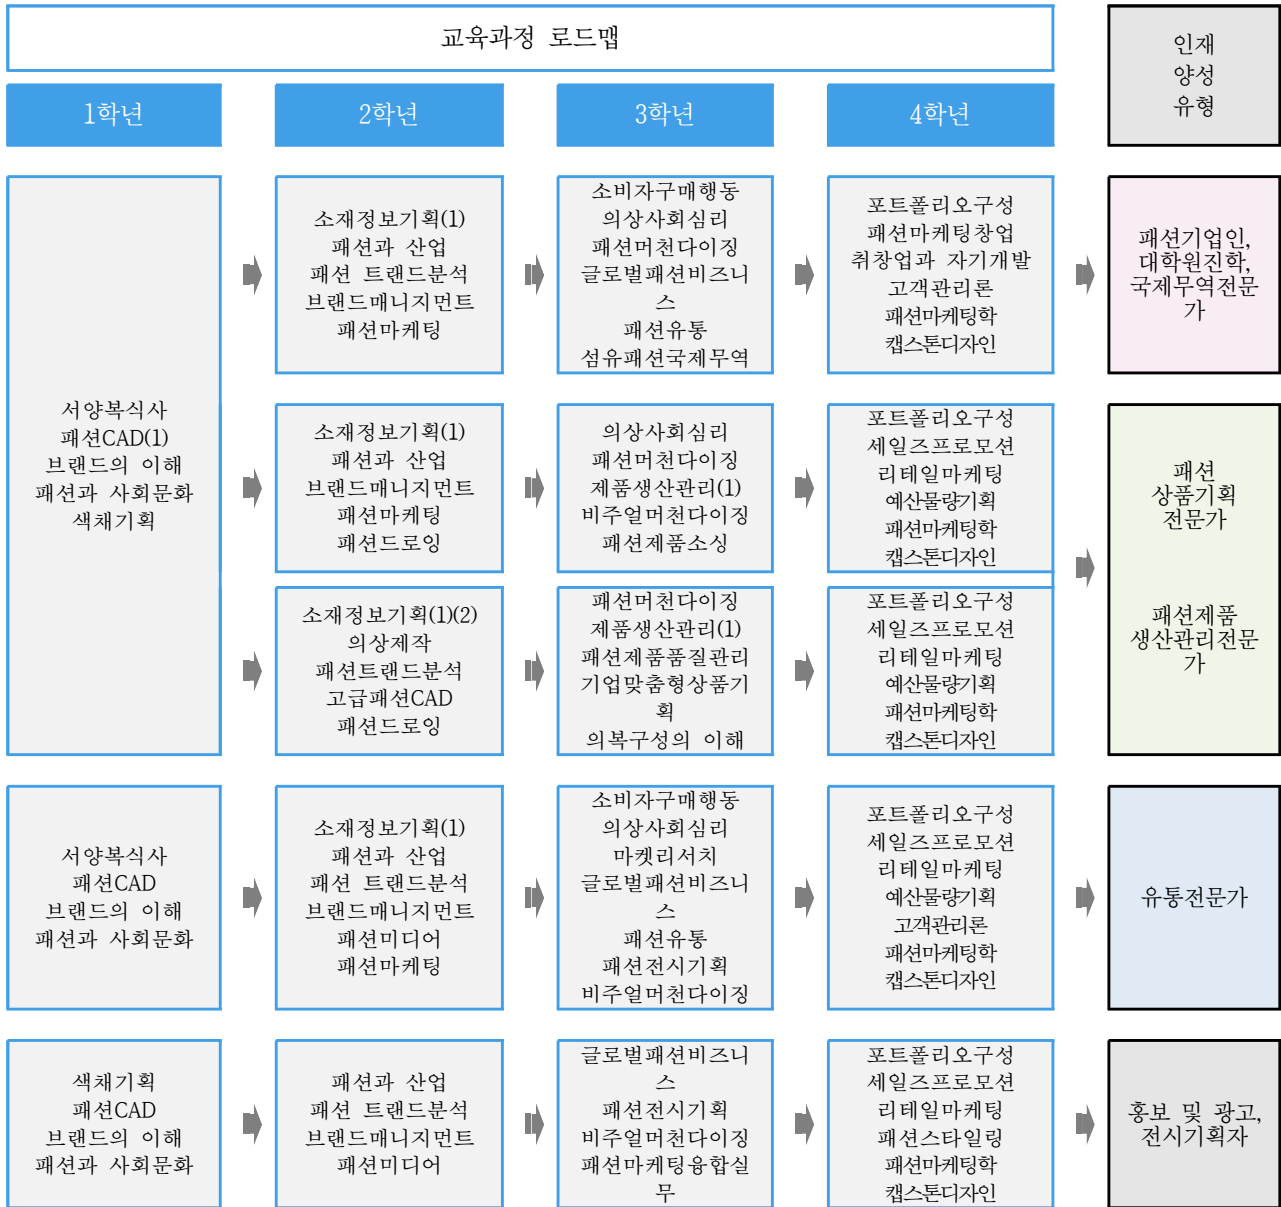 교육과정 로드맵
인재
양성
유형
1학년
2학년
3학년
4학년
서양복식사
패션CAD(1)
브랜드의 이해
패션과 사회문화
색채기획
소재정보기획(1)
패션과 산업
패션 트랜드분석
브랜드매니지먼트
패션마케팅
소비자구매행동
의상사회심리
패션머천다이징
글로벌패션비즈니
스
패션유통
섬유패션국제무역
포트폴리오구성
패션마케팅창업
취창업과 자기개발
고객관리론
패션마케팅학
캡스톤디자인
패션기업인,
대학원진학,
국제무역전문
가
소재정보기획(1)
패션과 산업
브랜드매니지먼트
패션마케팅
패션드로잉
의상사회심리
패션머천다이징
제품생산관리(1)
비주얼머천다이징
패션제품소싱
포트폴리오구성
세일즈프로모션
리테일마케팅
예산물량기획
패션마케팅학
캡스톤디자인
패션
상품기획
전문가
소재정보기획(1)(2)
의상제작
패션트랜드분석
고급패션CAD
패션드로잉
패션머천다이징
제품생산관리(1)
패션제품품질관리
기업맞춤형상품기
획
의복구성의 이해
포트폴리오구성
세일즈프로모션
리테일마케팅
예산물량기획
패션마케팅학
캡스톤디자인
패션제품
생산관리전문
가
서양복식사
패션CAD
브랜드의 이해
패션과 사회문화
소재정보기획(1)
패션과 산업
패션 트랜드분석
브랜드매니지먼트
패션미디어
패션마케팅
소비자구매행동
의상사회심리
마켓리서치
글로벌패션비즈니
스
패션유통
패션전시기획
비주얼머천다이징
포트폴리오구성
세일즈프로모션
리테일마케팅
예산물량기획
고객관리론
패션마케팅학
캡스톤디자인
유통전문가
색채기획
패션CAD
브랜드의 이해
패션과 사회문화
패션과 산업
패션 트랜드분석
브랜드매니지먼트
패션미디어
글로벌패션비즈니
스
패션전시기획
비주얼머천다이징
패션마케팅융합실
무
포트폴리오구성
세일즈프로모션
리테일마케팅
패션스타일링
패션마케팅학
캡스톤디자인
홍보 및 광고,
전시기획자